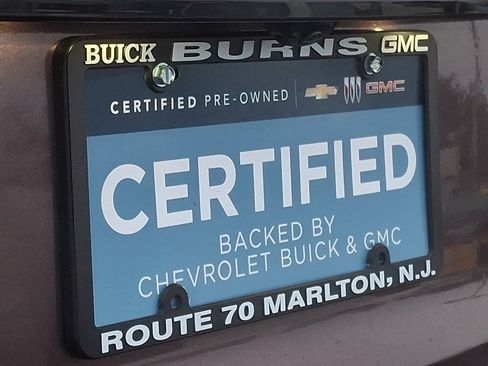 BUICK BURNS GMC
CERTIFIED PRE-OWNED GMC
CERTIFIED
BACKED BY
CHEVROLET BUICK & GMC
ROUTE 70 MARLTON, N.J.